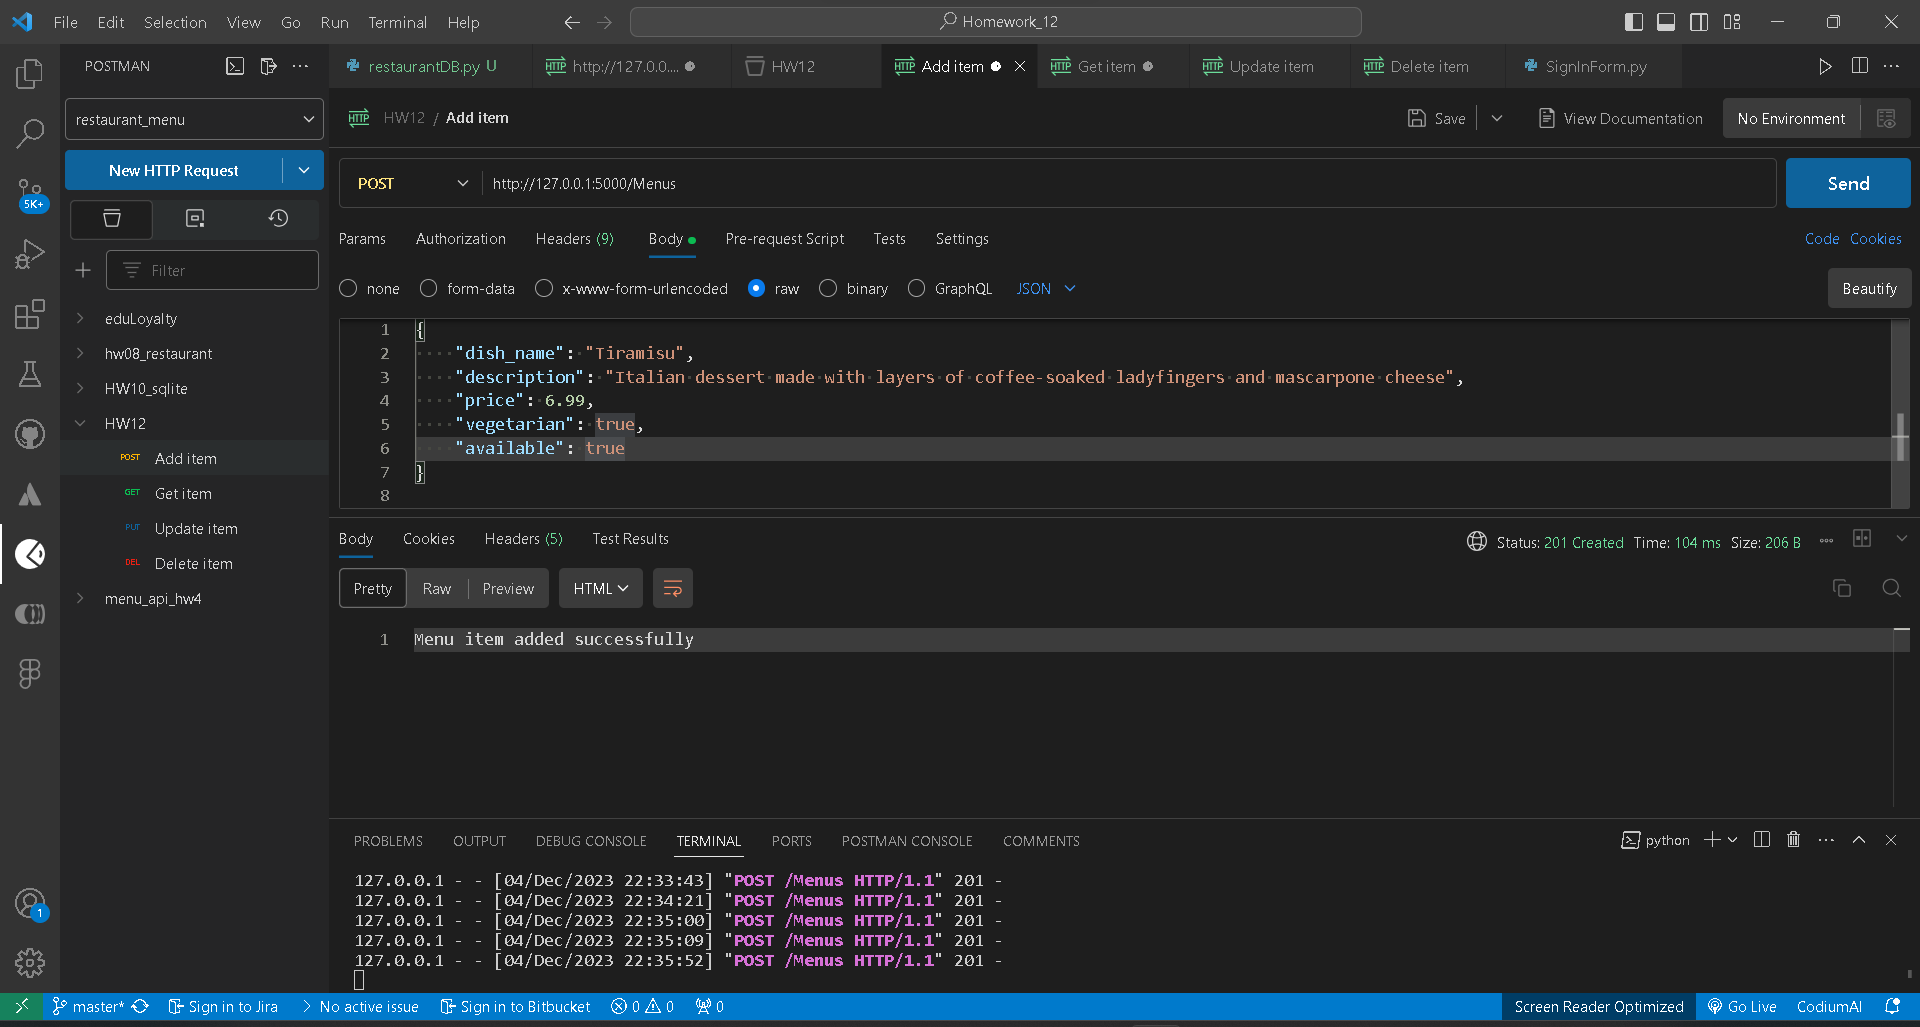 File Edit Selection View Go Run Terminal Help
Homework_12
POSTMAN
restaurantDB.py U
http://127.0.0....
HW12
Add item
Get item
Update item
Delete item
SignInForm.py
restaurant_menu
HW12 / Add item
Save
View Documentation
No Environment
New HTTP Request
POST
http://127.0.0.1:5000/Menus
Send
5K+
Params Authorization Headers (9) Body Pre-request Script Tests Settings
Code Cookies
Filter
none form-data x-www-form-urlencoded raw binary GraphQL JSON
Beautify
eduLoyalty
hw08_restaurant
HW10_sqlite
HW12
POST Add item
GET Get item
PUT Update item
DEL Delete item
menu_api_hw4
1 {
2 ····"dish_name":·"Tiramisu",
3 ····"description":·"Italian·dessert·made·with·layers·of·coffee-soaked·ladyfingers·and·mascarpone·cheese",
4 ····"price":·6.99,
5 ····"vegetarian":·true,
6 ····"available":·true
7 }
8
Body Cookies Headers (5) Test Results
Status: 201 Created Time: 104 ms Size: 206 B
Pretty Raw Preview HTML
1 Menu item added successfully
PROBLEMS OUTPUT DEBUG CONSOLE TERMINAL PORTS POSTMAN CONSOLE COMMENTS
python
127.0.0.1 - - [04/Dec/2023 22:33:43] "POST /Menus HTTP/1.1" 201 -
127.0.0.1 - - [04/Dec/2023 22:34:21] "POST /Menus HTTP/1.1" 201 -
127.0.0.1 - - [04/Dec/2023 22:35:00] "POST /Menus HTTP/1.1" 201 -
127.0.0.1 - - [04/Dec/2023 22:35:09] "POST /Menus HTTP/1.1" 201 -
127.0.0.1 - - [04/Dec/2023 22:35:52] "POST /Menus HTTP/1.1" 201 -
1
master* Sign in to Jira No active issue Sign in to Bitbucket 0 0 0
Screen Reader Optimized Go Live CodiumAI